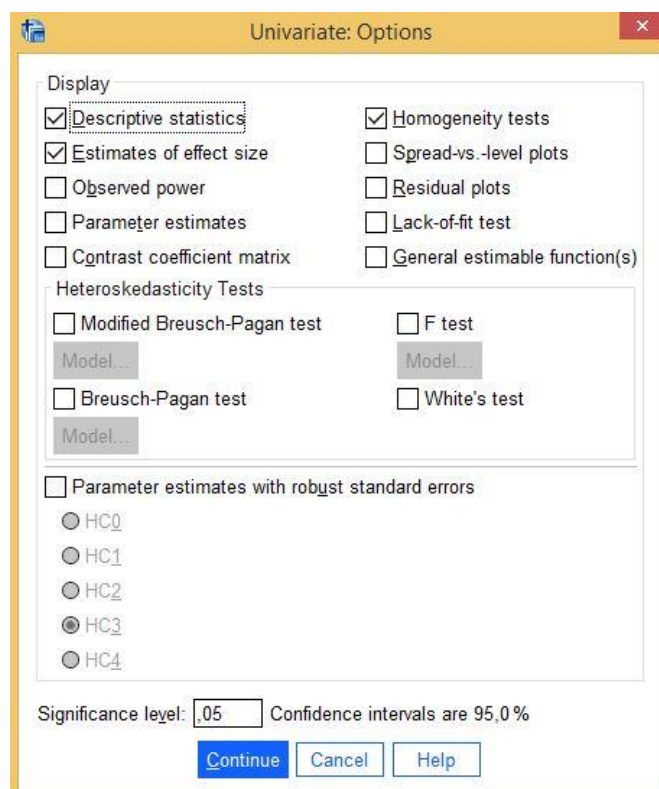 Univariate: Options
Display
Descriptive statistics
Homogeneity tests
Estimates of effect size
Spread-vs.-level plots
Observed power
Residual plots
Parameter estimates
Lack-of-fit test
Contrast coefficient matrix
General estimable function(s)
Heteroskedasticity Tests
Modified Breusch-Pagan test
F test
Model...
Model...
Breusch-Pagan test
White's test
Model...
Parameter estimates with robust standard errors
HC0
HC1
HC2
HC3
HC4
Significance level: ,05 Confidence intervals are 95,0 %
Continue
Cancel
Help